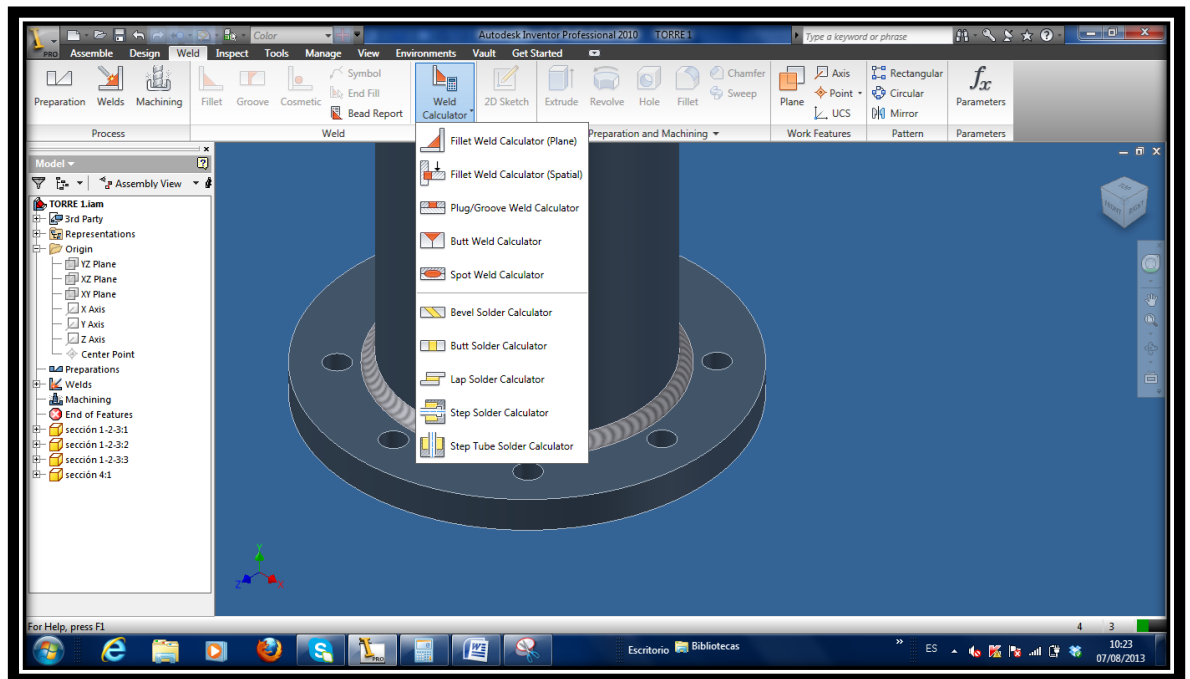 Color
Autodesk Inventor Professional 2010 TORRE 1
Type a keyword or phrase
PRO
Assemble Design Weld Inspect Tools Manage View Environments Vault Get Started
Preparation
Welds
Machining
Fillet
Groove
Cosmetic
Symbol
End Fill
Bead Report
Weld
Calculator
2D Sketch
Extrude
Revolve
Hole
Fillet
Chamfer
Sweep
Plane
Axis
Point
UCS
Rectangular
Circular
Mirror
fx
Parameters
Process
Weld
Preparation and Machining
Work Features
Pattern
Parameters
Fillet Weld Calculator (Plane)
Fillet Weld Calculator (Spatial)
Plug/Groove Weld Calculator
Butt Weld Calculator
Spot Weld Calculator
Bevel Solder Calculator
Butt Solder Calculator
Lap Solder Calculator
Step Solder Calculator
Step Tube Solder Calculator
Model
Assembly View
TORRE 1.iam
3rd Party
Representations
Origin
YZ Plane
XZ Plane
XY Plane
X Axis
Y Axis
Z Axis
Center Point
Preparations
Welds
Machining
End of Features
sección 1-2-3:1
sección 1-2-3:2
sección 1-2-3:3
sección 4:1
FRONT
RIGHT
Y
Z
X
For Help, press F1
4 3
PRO
Escritorio Bibliotecas
» ES
10:23
07/08/2013